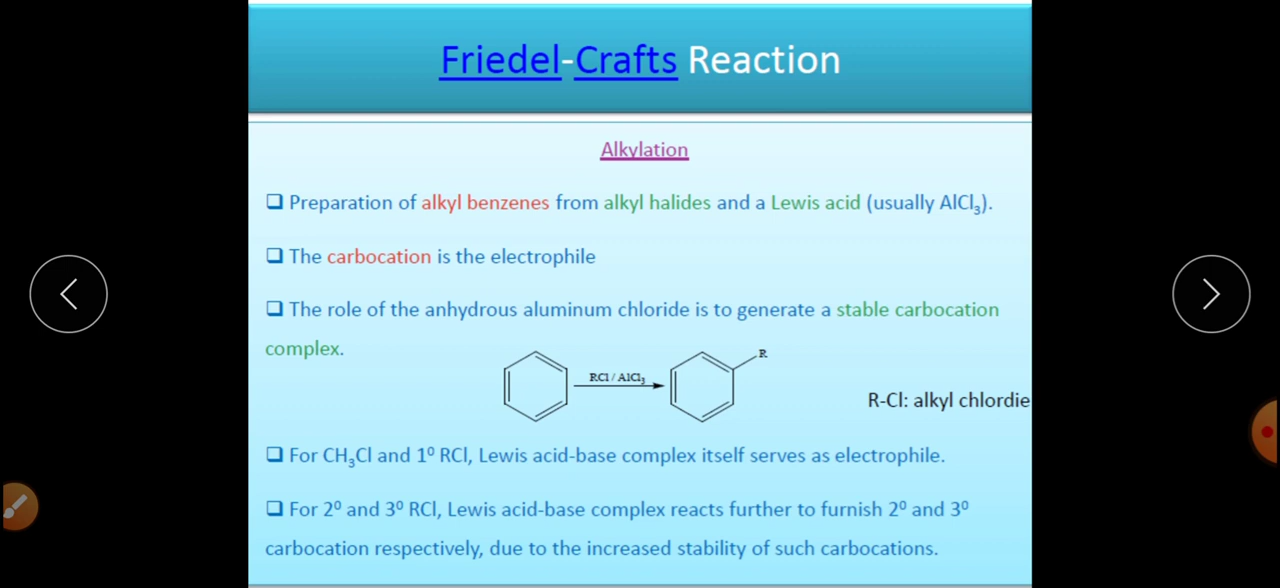 Friedel-Crafts Reaction
Alkylation
❑ Preparation of alkyl benzenes from alkyl halides and a Lewis acid (usually AlCl₃).
❑ The carbocation is the electrophile
❑ The role of the anhydrous aluminum chloride is to generate a stable carbocation
complex.
R
RCl / AlCl₃
R-Cl: alkyl chlordie
❑ For CH₃Cl and 1⁰ RCl, Lewis acid-base complex itself serves as electrophile.
❑ For 2⁰ and 3⁰ RCl, Lewis acid-base complex reacts further to furnish 2⁰ and 3⁰
carbocation respectively, due to the increased stability of such carbocations.